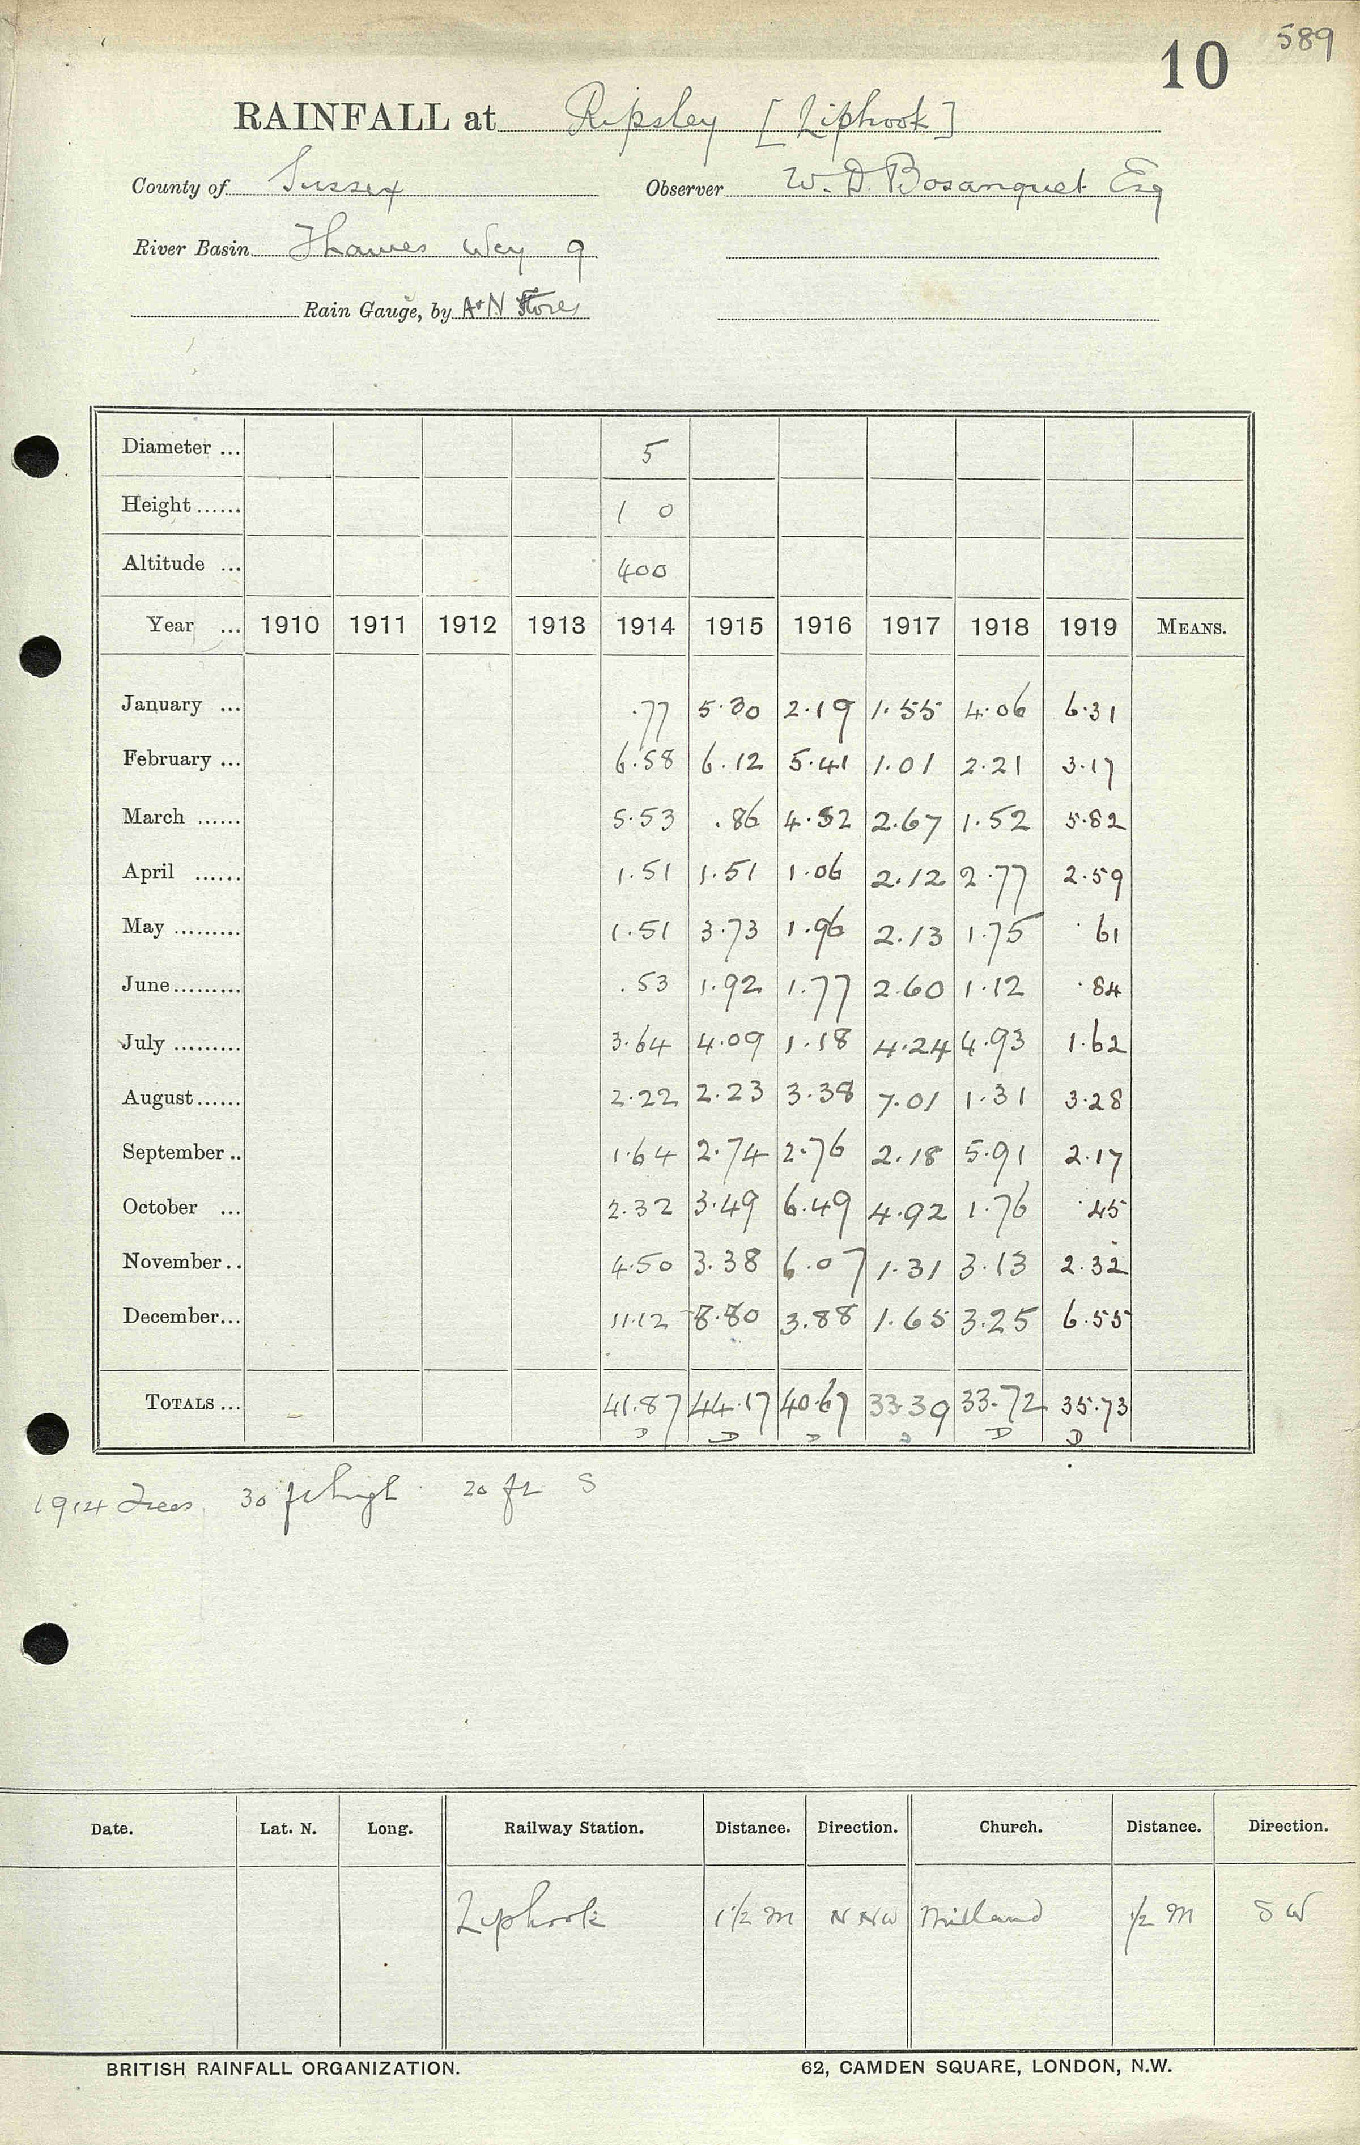 589
10
RAINFALL at Ripsley [Liphook]
County of Sussex Observer W. D. Bosanquet Esq
River Basin Thames Wey 9
Rain Gauge, by A+N Stores
Diameter ... 5
Height ...... 1 0
Altitude ... 400
Year ... 1910 1911 1912 1913 1914 1915 1916 1917 1918 1919 MEANS.
January ... .77 5.30 2.19 1.55 4.06 6.31
February ... 6.58 6.12 5.41 1.01 2.21 3.17
March ...... 5.53 .86 4.52 2.67 1.52 5.82
April ...... 1.51 1.51 1.06 2.12 2.77 2.59
May ......... 1.51 3.73 1.96 2.13 1.75 .61
June ......... .53 1.92 1.77 2.60 1.12 .84
July ......... 3.64 4.09 1.18 4.24 4.93 1.62
August ...... 2.22 2.23 3.38 7.01 1.31 3.28
September .. 1.64 2.74 2.76 2.18 5.91 2.17
October ... 2.32 3.49 6.49 4.92 1.76 .45
November .. 4.50 3.38 6.07 1.31 3.13 2.32
December ... 11.12 8.80 3.88 1.65 3.25 6.55
TOTALS ... 41.87 44.17 40.67 33.39 33.72 35.73
D D D D D D
1914 Trees 30 ft high 20 ft S
Date. Lat. N. Long. Railway Station. Distance. Direction. Church. Distance. Direction.
Liphook 1½ m N N W Milland ½ m S W
BRITISH RAINFALL ORGANIZATION. 62, CAMDEN SQUARE, LONDON, N.W.